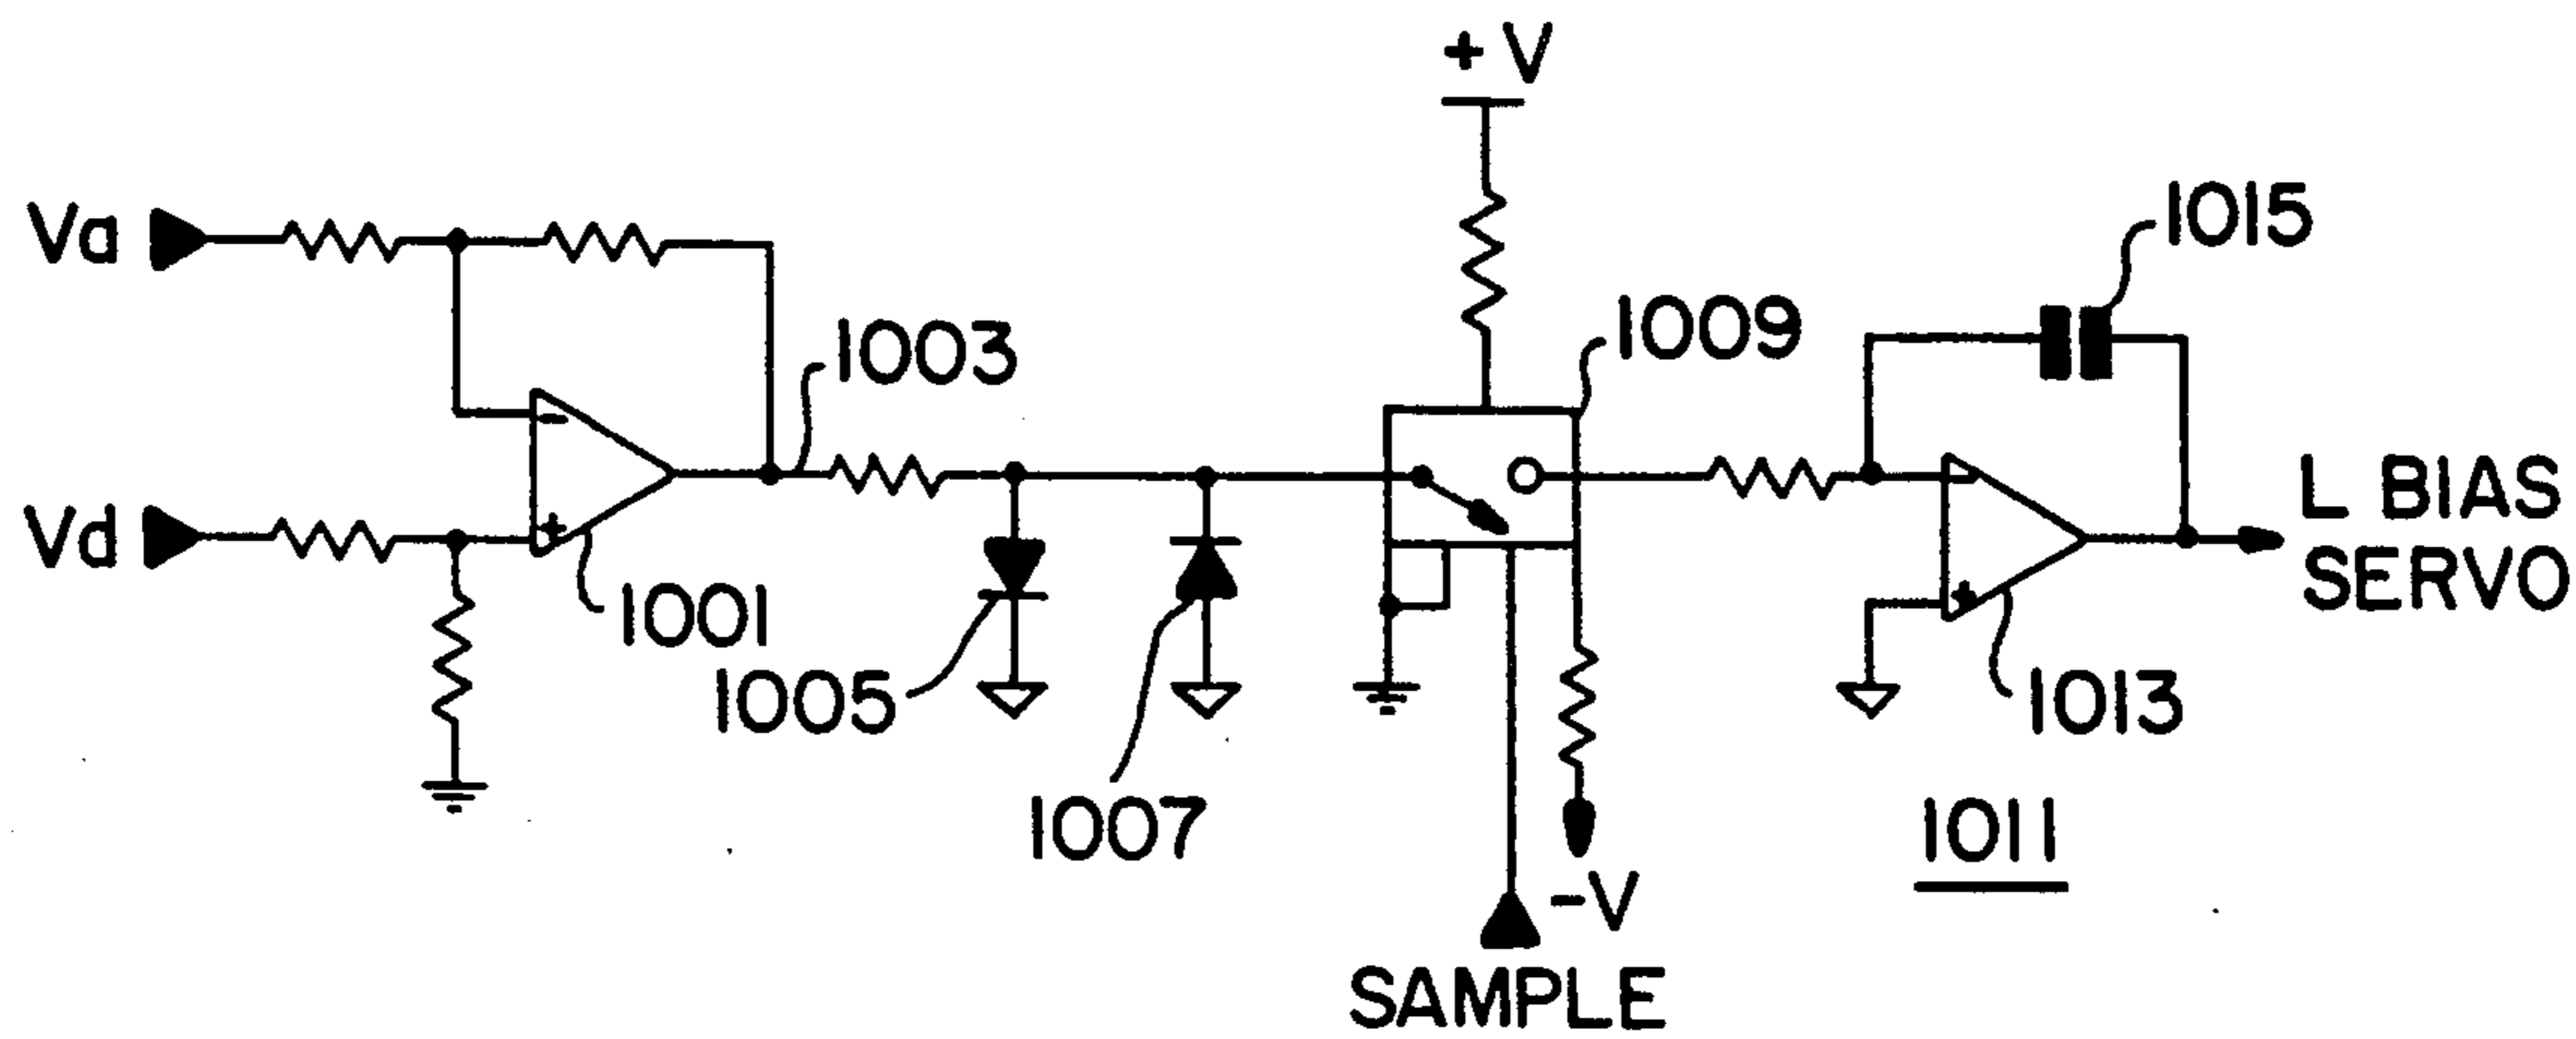 + V
Va
1015
1003
1009
-
Vd
+
1001
-
+
L BIAS
SERVO
1005
1013
1007
1011
-V
SAMPLE